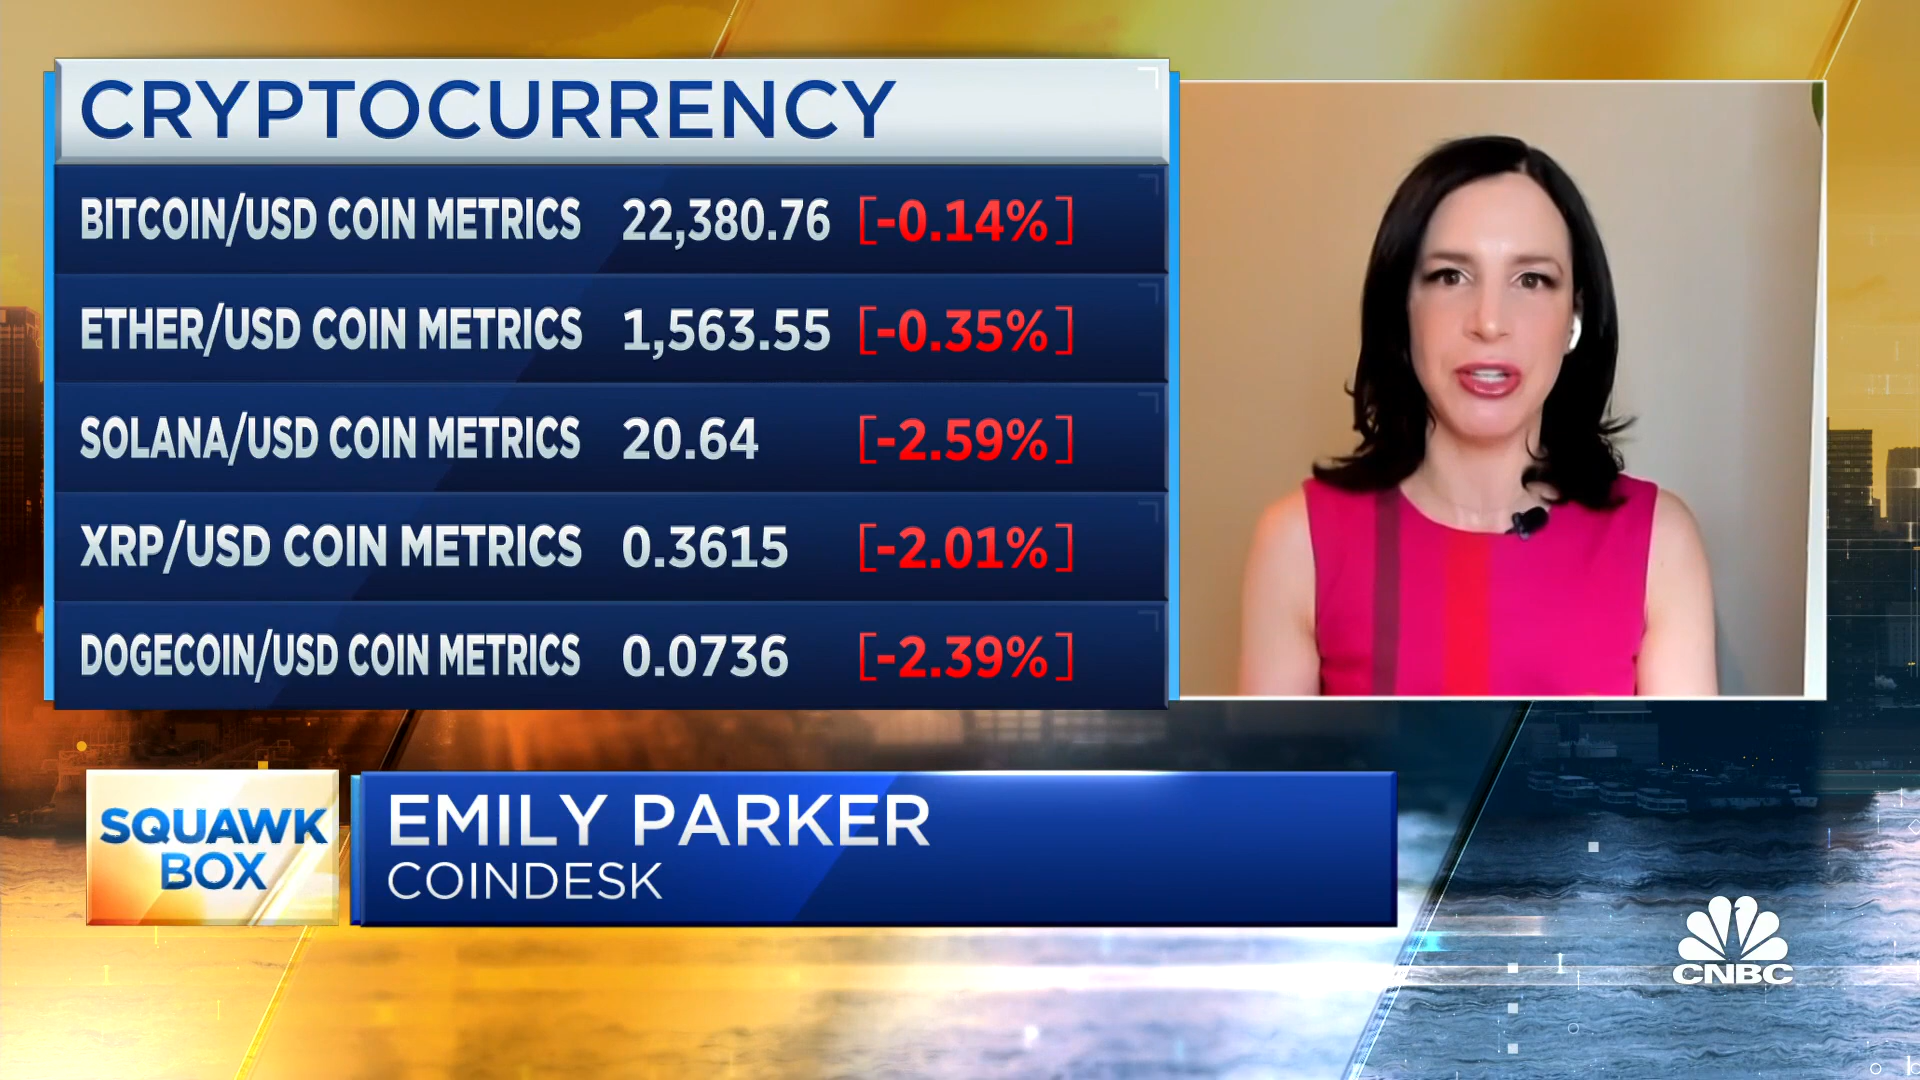 CRYPTOCURRENCY
BITCOIN/USD COIN METRICS 22,380.76 [-0.14%]
ETHER/USD COIN METRICS 1,563.55 [-0.35%]
SOLANA/USD COIN METRICS 20.64 [-2.59%]
XRP/USD COIN METRICS 0.3615 [-2.01%]
DOGECOIN/USD COIN METRICS 0.0736 [-2.39%]
SQUAWK
BOX
EMILY PARKER
COINDESK
CNBC